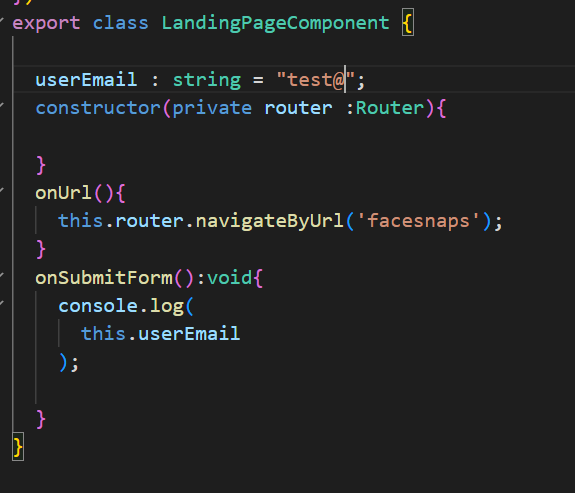 });
export class LandingPageComponent {
userEmail : string = "test@";
constructor(private router :Router){
}
onUrl(){
this.router.navigateByUrl('facesnaps');
}
onSubmitForm():void{
console.log(
this.userEmail
);
}
}